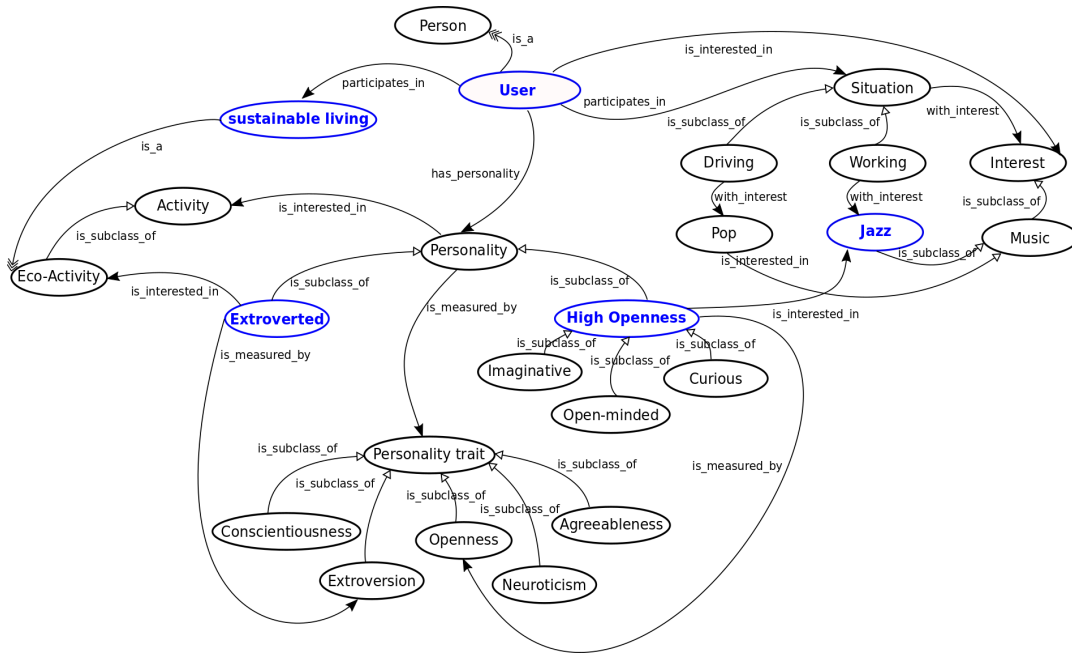 Person
is_a
is_interested_in
participates_in
User
participates_in
Situation
sustainable living
is_subclass_of
is_subclass_of
with_interest
is_a
Driving
Working
Interest
has_personality
with_interest
with_interest
is_subclass_of
Activity
is_interested_in
Pop
Jazz
Music
is_subclass_of
Personality
is_interested_in
is_subclass_of
Eco-Activity
is_interested_in
is_subclass_of
is_subclass_of
is_measured_by
Extroverted
High Openness
is_interested_in
is_measured_by
is_subclass_of
is_subclass_of
is_subclass_of
Imaginative
Curious
Open-minded
is_subclass_of
Personality trait
is_subclass_of
is_measured_by
is_subclass_of
is_subclass_of
is_subclass_of
Conscientiousness
Agreeableness
Openness
Extroversion
Neuroticism